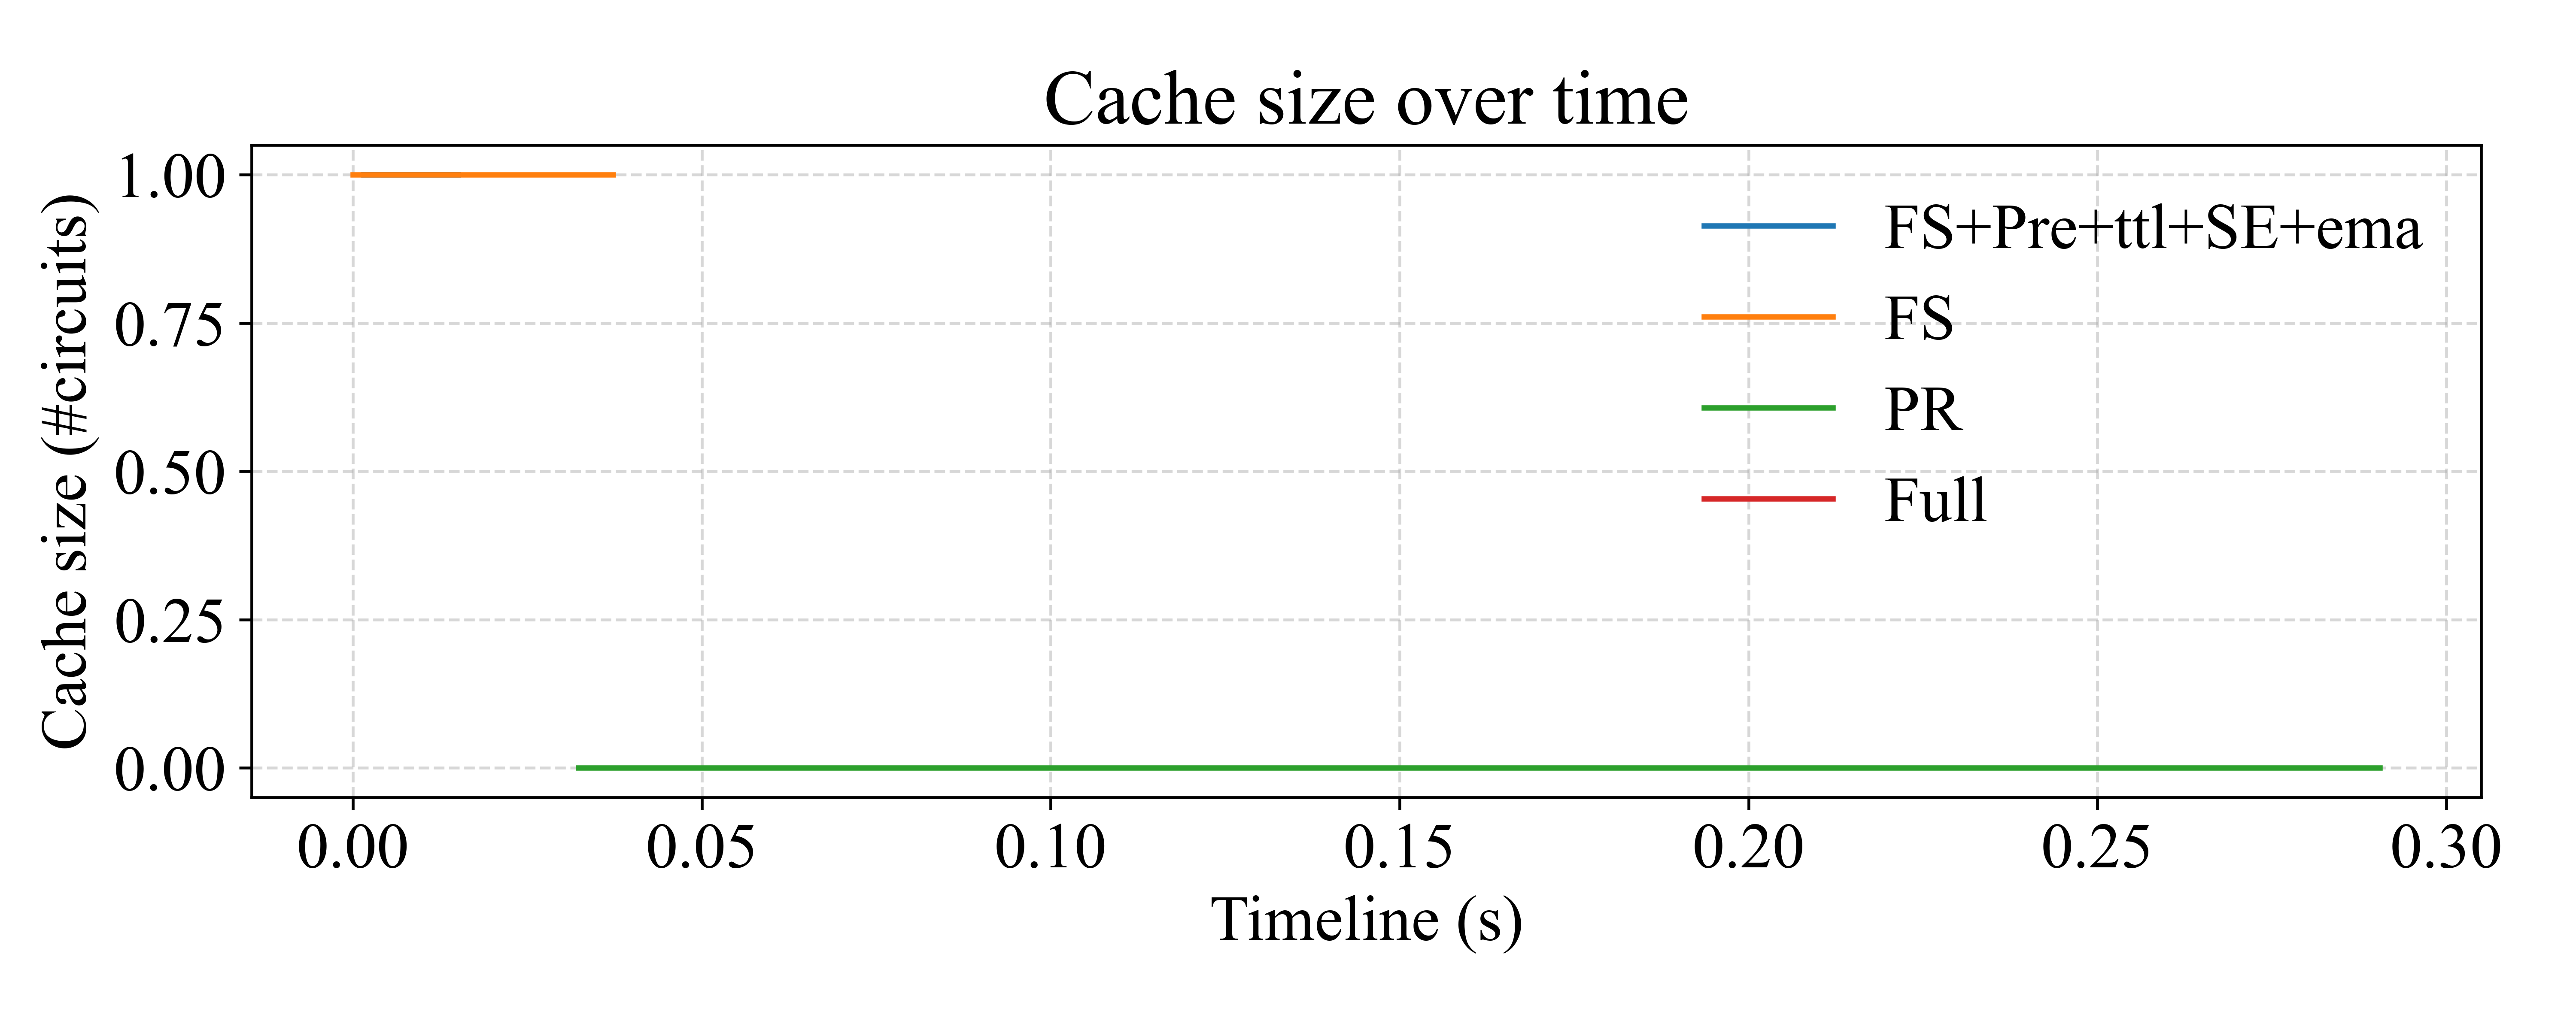 Cache size over time
Cache size (#circuits)
1.00
0.75
0.50
0.25
0.00
FS+Pre+ttl+SE+ema
FS
PR
Full
0.00 0.05 0.10 0.15 0.20 0.25 0.30
Timeline (s)